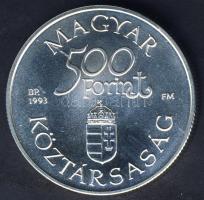 MAGYAR
500
Forint
BP.
1993
FM
KÖZTÁRSASÁG